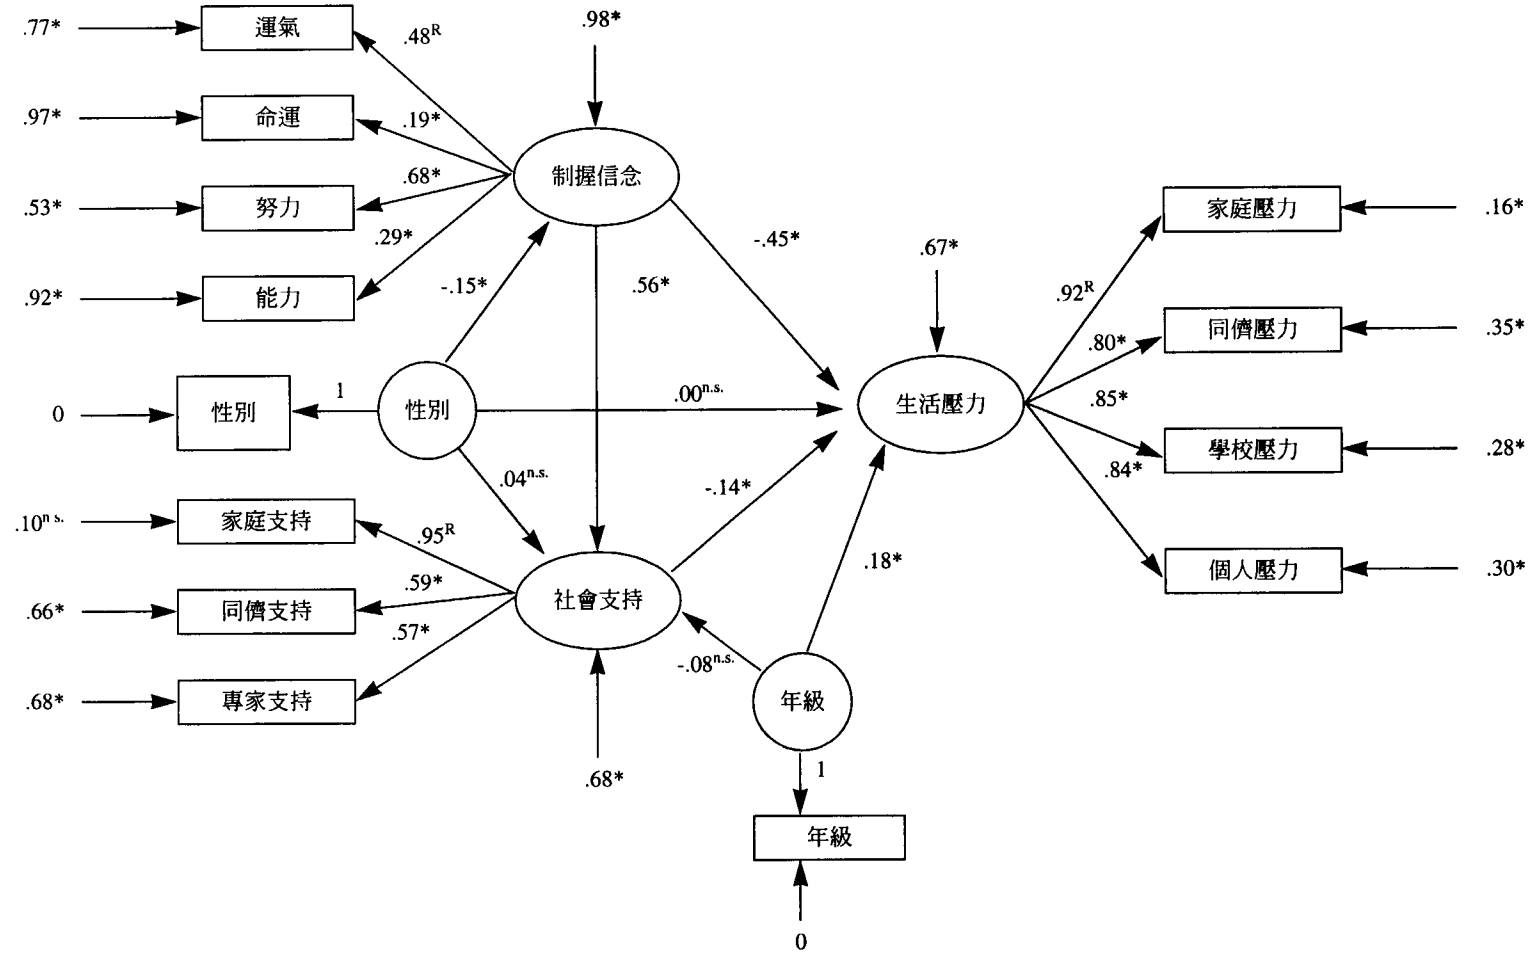 .77*
運氣
.48R
.98*
.97*
命運
.19*
制握信念
.53*
努力
.68*
家庭壓力
.16*
.29*
-.45*
.67*
.92*
能力
-.15*
.56*
.92R
同儕壓力
.35*
.80*
0
性別
1
性別
.00n.s.
生活壓力
.85*
學校壓力
.28*
.84*
.04n.s.
-.14*
.10n s.
家庭支持
.95R
.18*
個人壓力
.30*
.66*
同儕支持
.59*
社會支持
.57*
-.08n.s.
.68*
專家支持
年級
.68*
1
年級
0